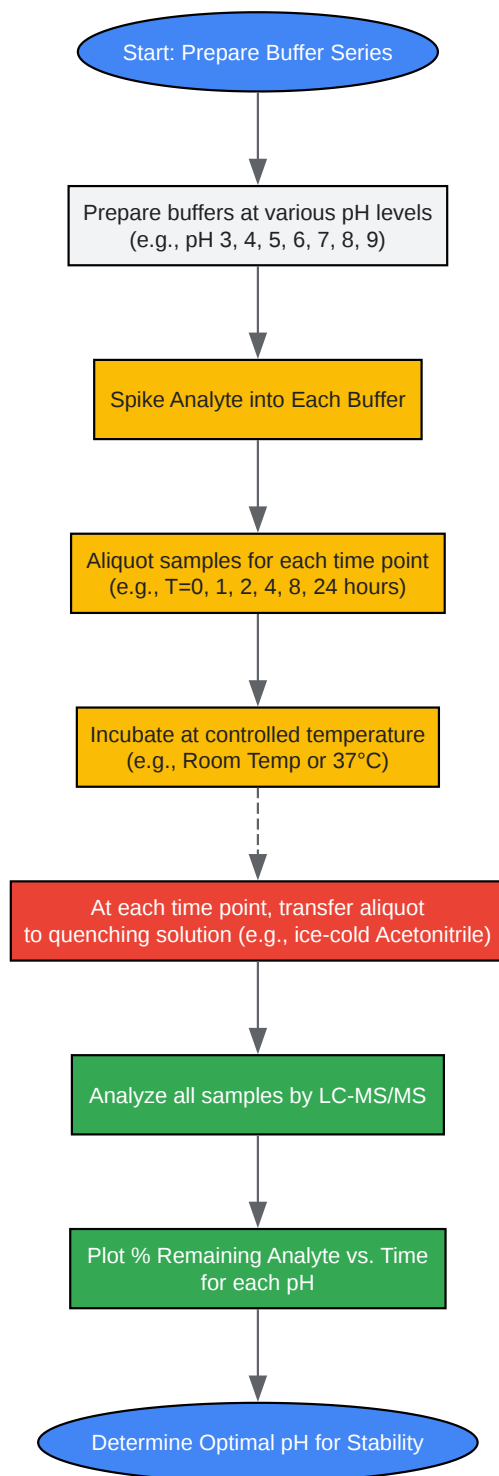 Start: Prepare Buffer Series
Prepare buffers at various pH levels
(e.g., pH 3, 4, 5, 6, 7, 8, 9)
Spike Analyte into Each Buffer
Aliquot samples for each time point
(e.g., T=0, 1, 2, 4, 8, 24 hours)
Incubate at controlled temperature
(e.g., Room Temp or 37°C)
At each time point, transfer aliquot
to quenching solution (e.g., ice-cold Acetonitrile)
Analyze all samples by LC-MS/MS
Plot % Remaining Analyte vs. Time
for each pH
Determine Optimal pH for Stability